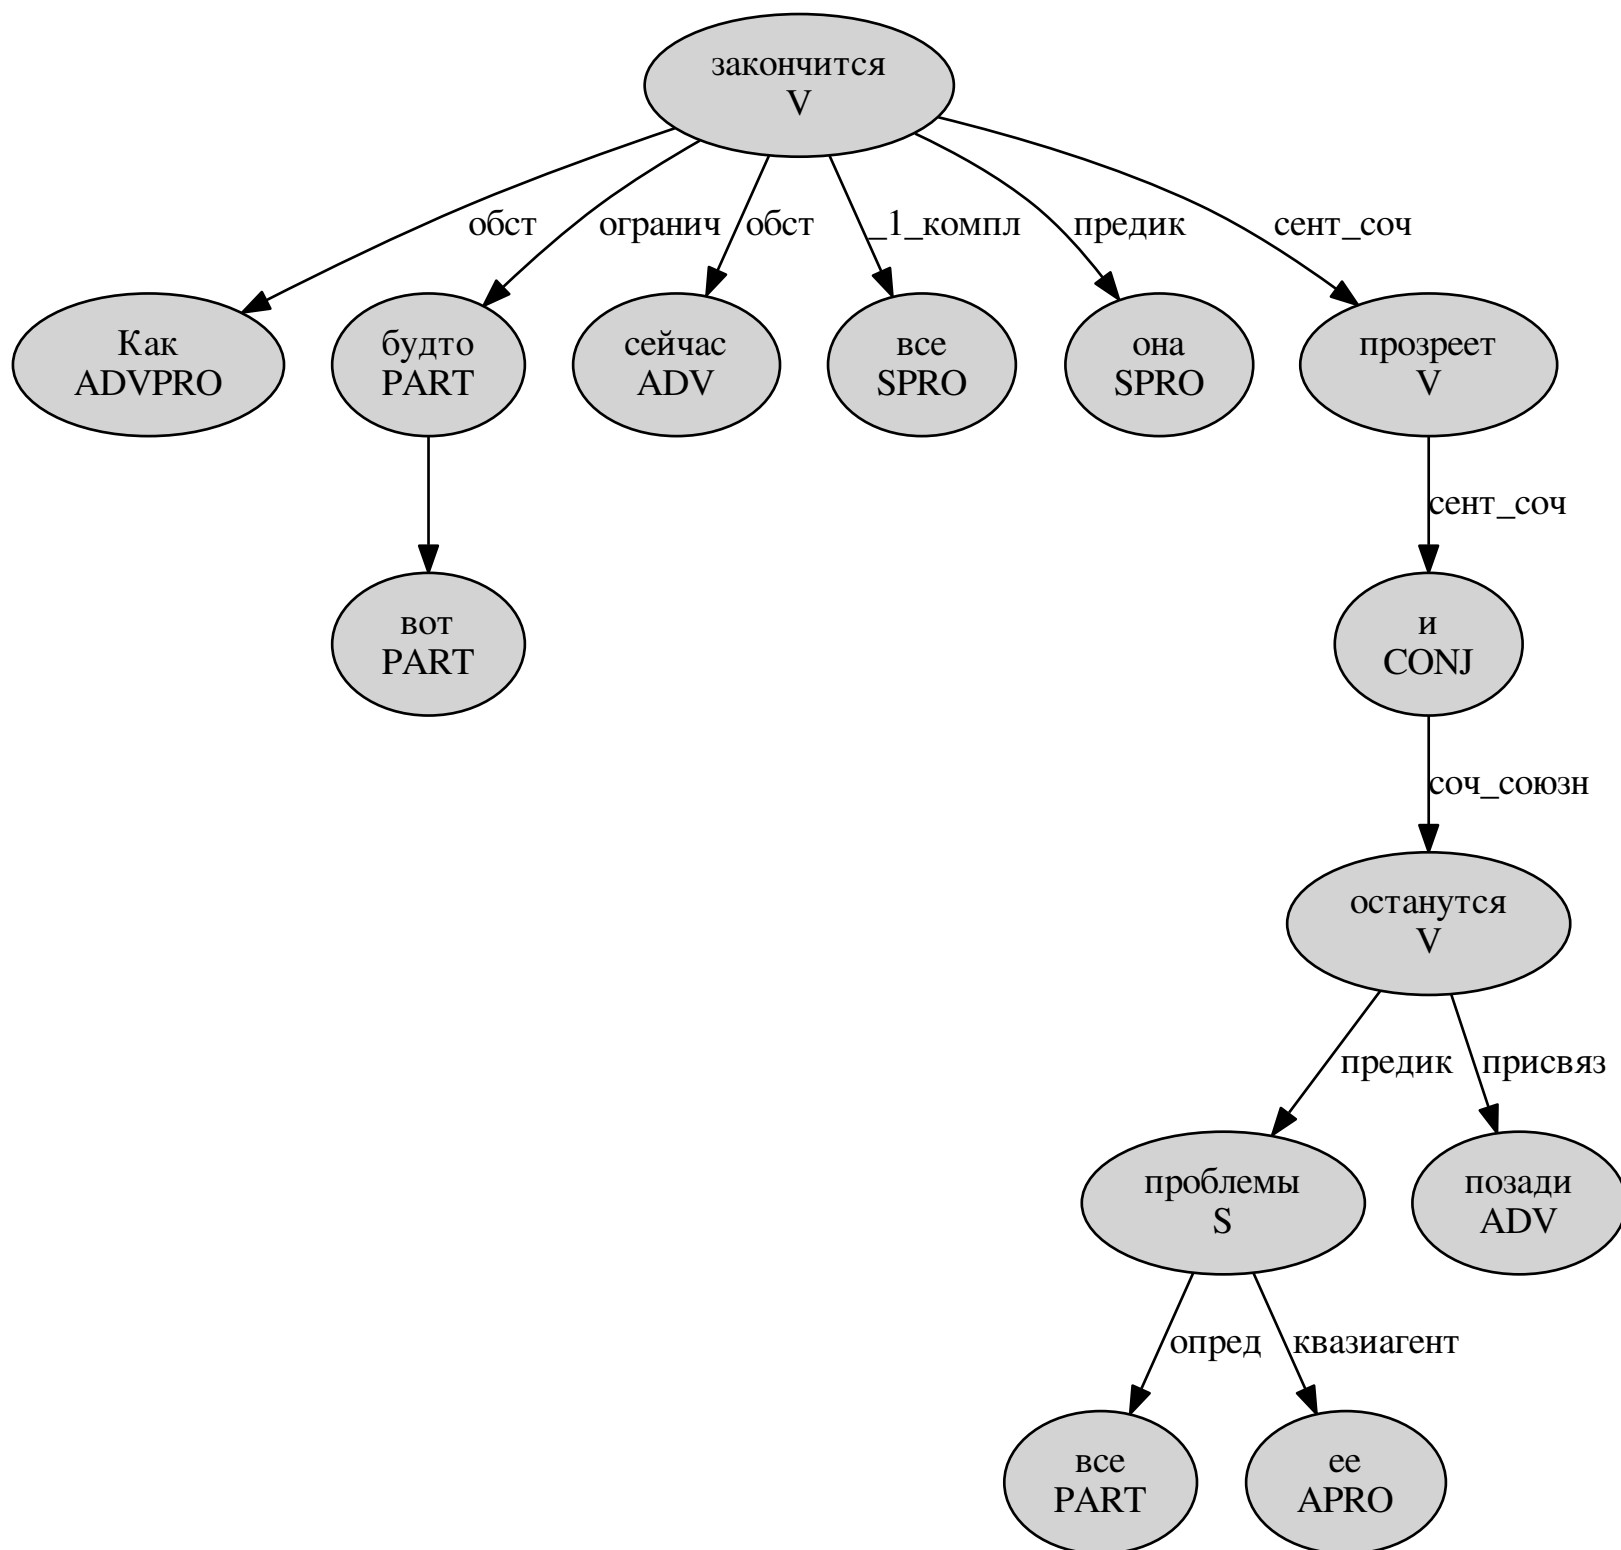 закончится
V
обст
огранич
обст
_1_компл
предик
сент_соч
Как
ADVPRO
будто
PART
сейчас
ADV
все
SPRO
она
SPRO
прозреет
V
сент_соч
вот
PART
и
CONJ
соч_союзн
останутся
V
предик
присвяз
проблемы
S
позади
ADV
опред
квазиагент
все
PART
ее
APRO